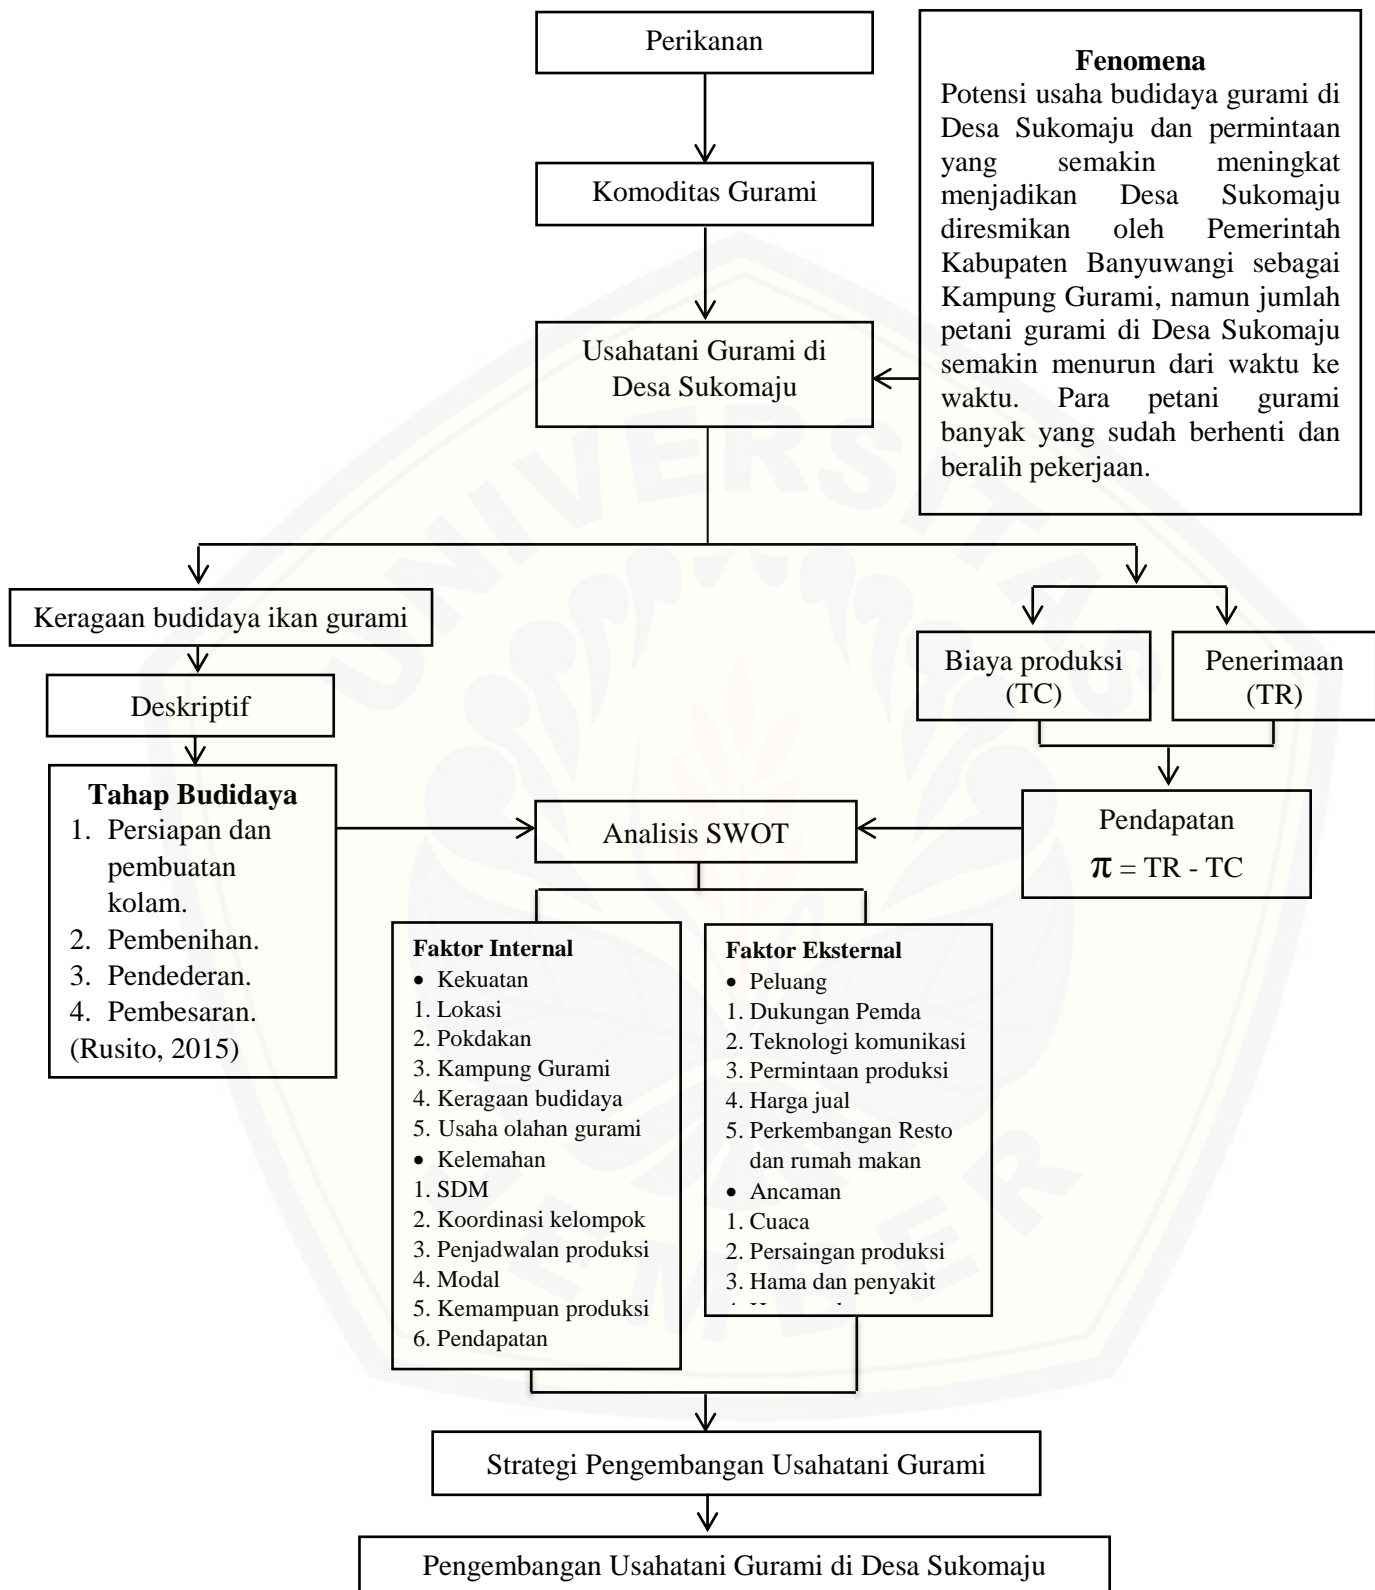 Perikanan
Fenomena
Potensi usaha budidaya gurami di
Desa Sukomaju dan permintaan
yang semakin meningkat
menjadikan Desa Sukomaju
diresmikan oleh Pemerintah
Kabupaten Banyuwangi sebagai
Kampung Gurami, namun jumlah
petani gurami di Desa Sukomaju
semakin menurun dari waktu ke
waktu. Para petani gurami
banyak yang sudah berhenti dan
beralih pekerjaan.
Komoditas Gurami
Usahatani Gurami di
Desa Sukomaju
Keragaan budidaya ikan gurami
Deskriptif
Tahap Budidaya
1. Persiapan dan
pembuatan
kolam.
2. Pembenihan.
3. Pendederan.
4. Pembesaran.
(Rusito, 2015)
Biaya produksi
(TC)
Penerimaan
(TR)
Pendapatan
π = TR - TC
Analisis SWOT
Faktor Internal
• Kekuatan
1. Lokasi
2. Pokdakan
3. Kampung Gurami
4. Keragaan budidaya
5. Usaha olahan gurami
• Kelemahan
1. SDM
2. Koordinasi kelompok
3. Penjadwalan produksi
4. Modal
5. Kemampuan produksi
6. Pendapatan
Faktor Eksternal
• Peluang
1. Dukungan Pemda
2. Teknologi komunikasi
3. Permintaan produksi
4. Harga jual
5. Perkembangan Resto
dan rumah makan
• Ancaman
1. Cuaca
2. Persaingan produksi
3. Hama dan penyakit
Strategi Pengembangan Usahatani Gurami
Pengembangan Usahatani Gurami di Desa Sukomaju
UNIVERSITAS
JEMBER